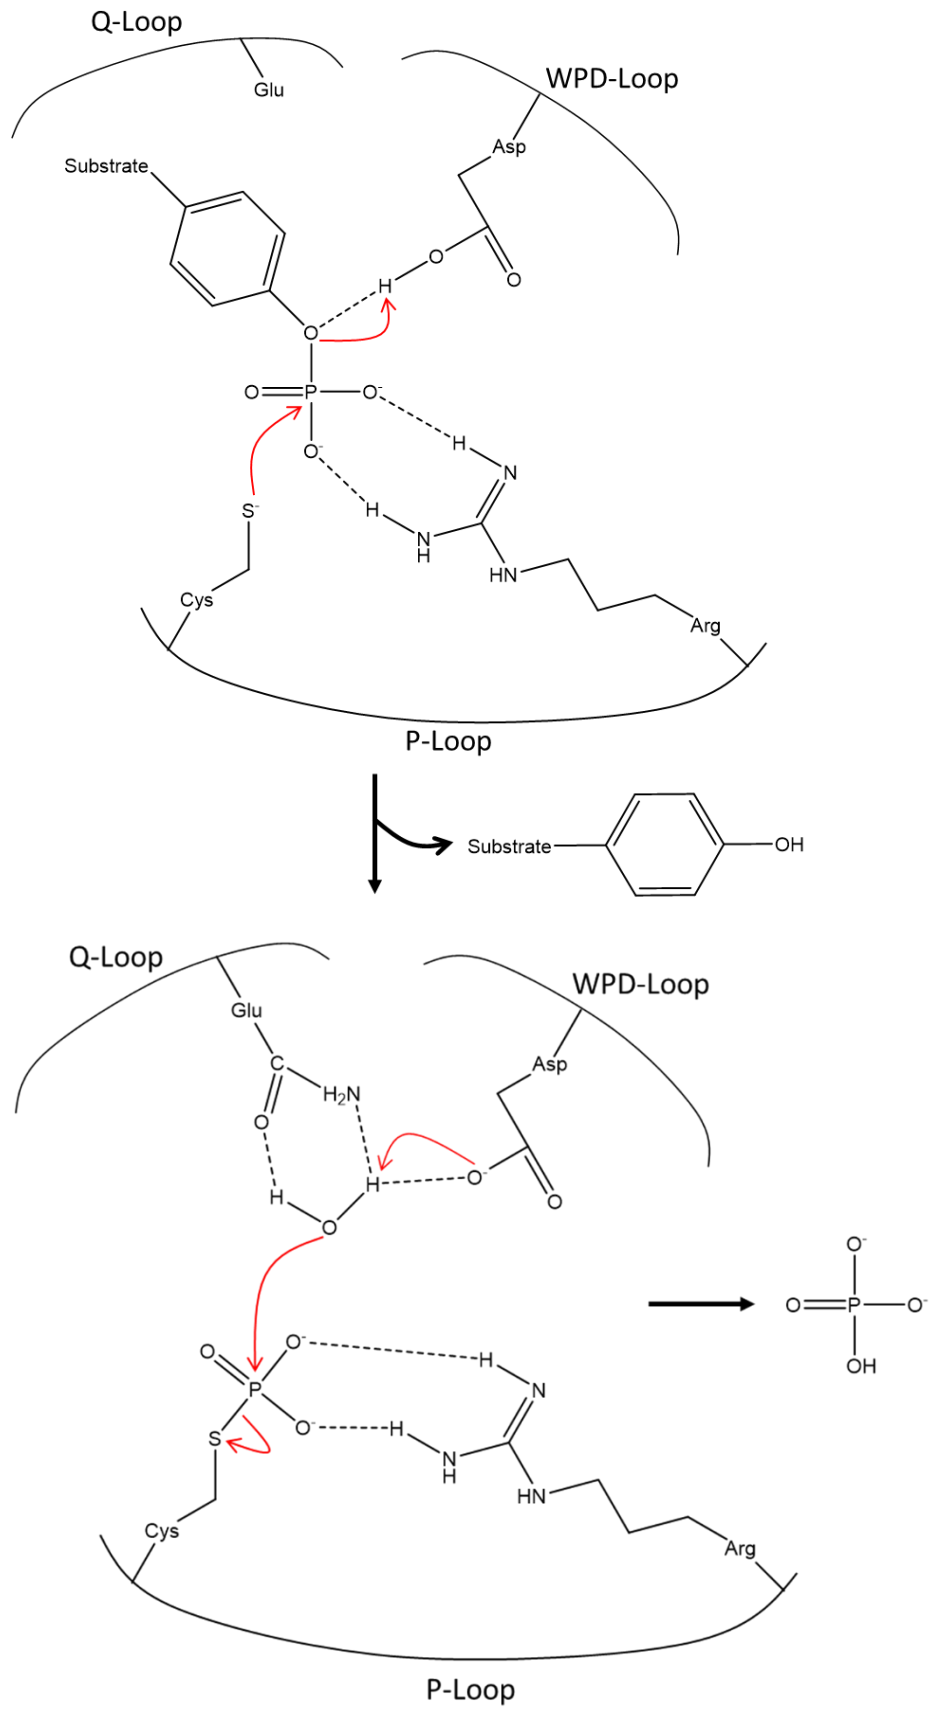 Q-Loop
WPD-Loop
Glu
Asp
Substrate
O
H
O
O
O
P
O-
O-
H
N
S-
H
N
H
HN
Cys
Arg
P-Loop
Substrate
OH
Q-Loop
WPD-Loop
Glu
Asp
C
H2N
O
H
O-
H
O
O
O-
O
P
O-
OH
O
O-
P
H
N
O-
H
S
N
H
HN
Cys
Arg
P-Loop